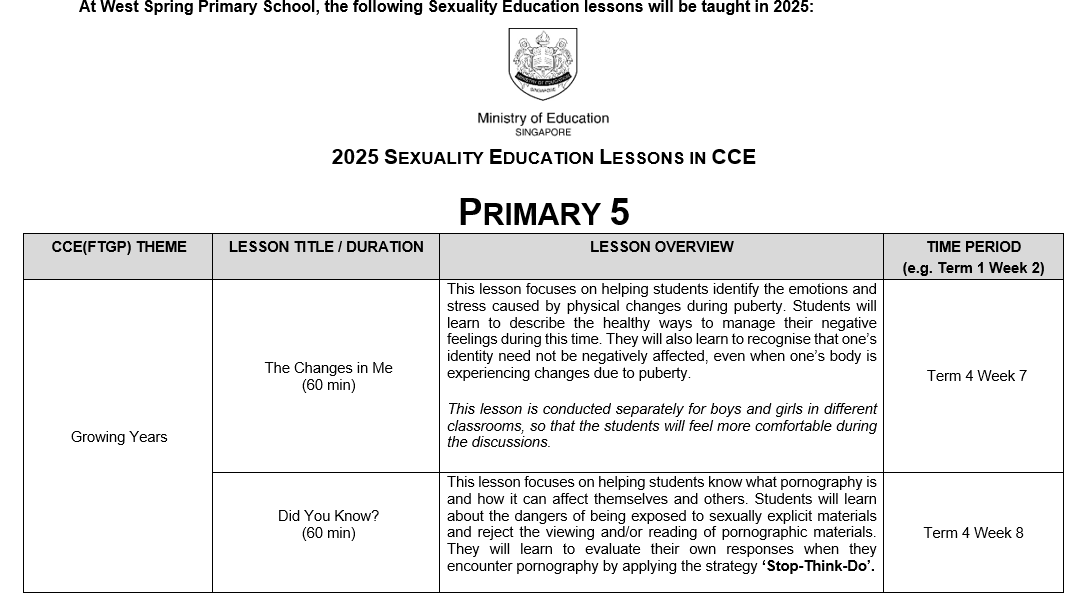 At West Spring Primary School, the following Sexuality Education lessons will be taught in 2025:
Ministry of Education
SINGAPORE
2025 SEXUALITY EDUCATION LESSONS IN CCE
PRIMARY 5
CCE(FTGP) THEME
LESSON TITLE / DURATION
LESSON OVERVIEW
TIME PERIOD
(e.g. Term 1 Week 2)
Growing Years
The Changes in Me
(60 min)
This lesson focuses on helping students identify the emotions and
stress caused by physical changes during puberty. Students will
learn to describe the healthy ways to manage their negative
feelings during this time. They will also learn to recognise that one’s
identity need not be negatively affected, even when one’s body is
experiencing changes due to puberty.
This lesson is conducted separately for boys and girls in different
classrooms, so that the students will feel more comfortable during
the discussions.
Term 4 Week 7
Did You Know?
(60 min)
This lesson focuses on helping students know what pornography is
and how it can affect themselves and others. Students will learn
about the dangers of being exposed to sexually explicit materials
and reject the viewing and/or reading of pornographic materials.
They will learn to evaluate their own responses when they
encounter pornography by applying the strategy ‘Stop-Think-Do’.
Term 4 Week 8